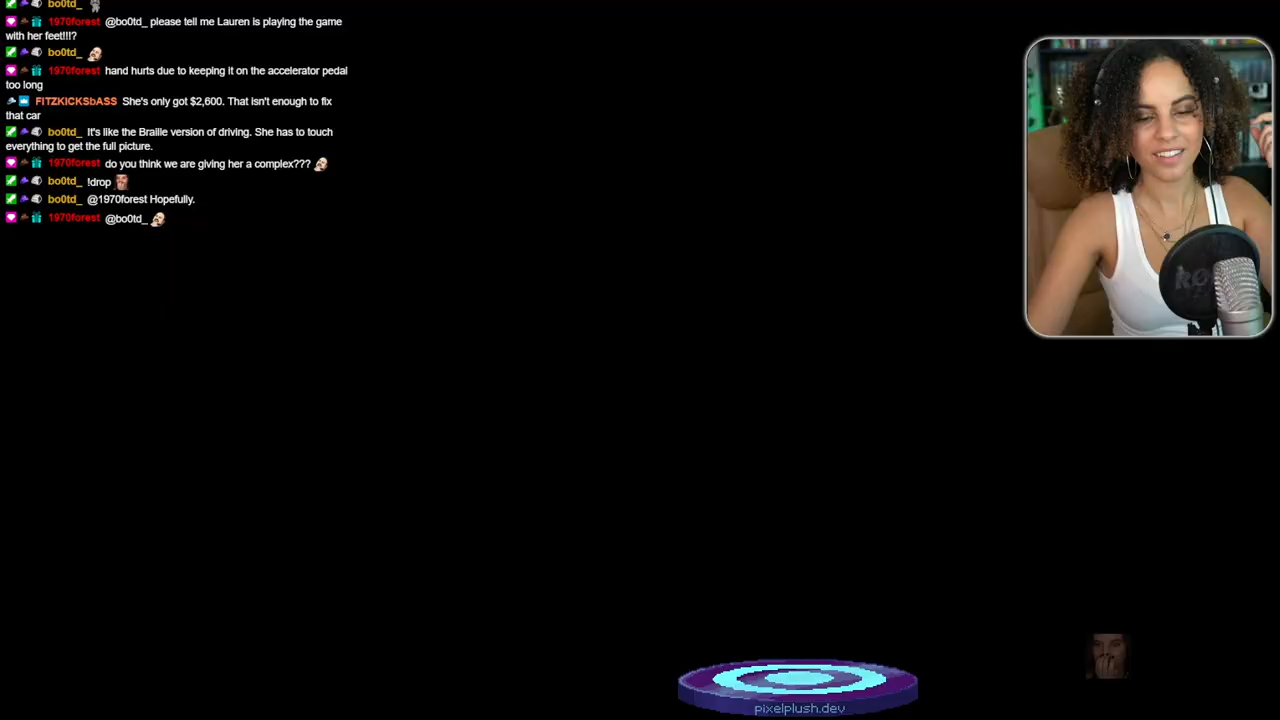 bo0td_
1970forest @bo0td_ please tell me Lauren is playing the game
with her feet!!!?
bo0td_
1970forest hand hurts due to keeping it on the accelerator pedal
too long
FITZKICKSbASS She's only got $2,600. That isn't enough to fix
that car
bo0td_ It's like the Braille version of driving. She has to touch
everything to get the full picture.
1970forest do you think we are giving her a complex???
bo0td_ !drop
bo0td_ @1970forest Hopefully.
1970forest @bo0td_
RØDE
pixelplush.dev